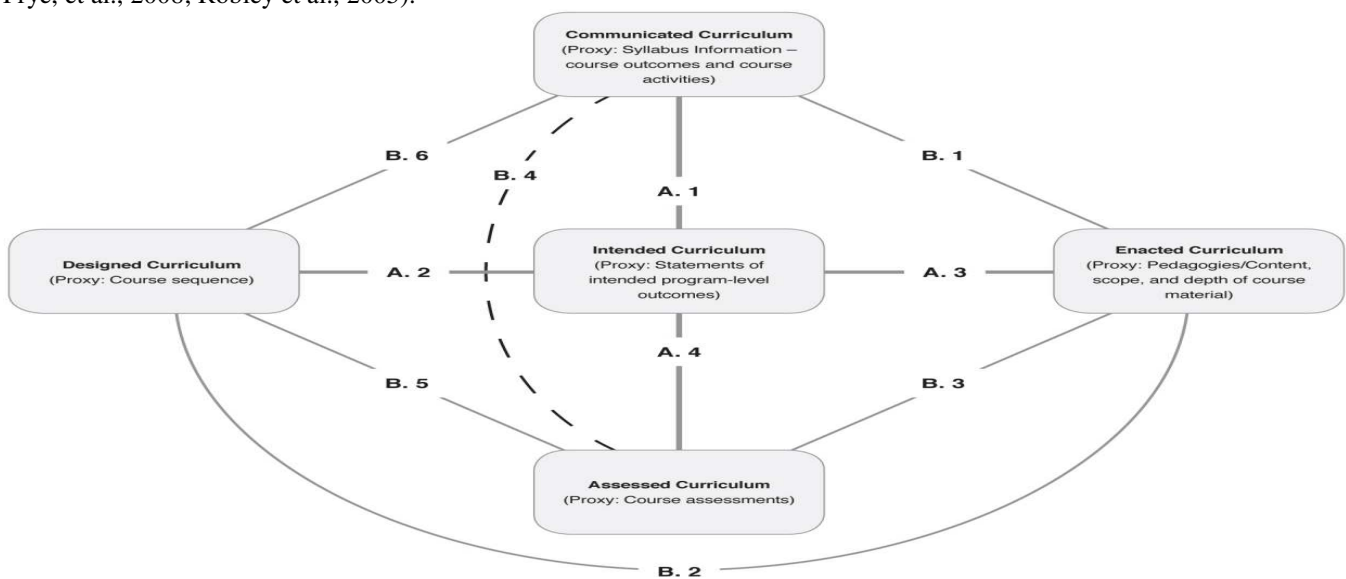 Frye, et al., 2008; Robley et al., 2005).
Communicated Curriculum
(Proxy: Syllabus Information –
course outcomes and course
activities)
B. 6
B. 1
B. 4
A. 1
Designed Curriculum
(Proxy: Course sequence)
A. 2
Intended Curriculum
(Proxy: Statements of
intended program-level
outcomes)
A. 3
Enacted Curriculum
(Proxy: Pedagogies/Content,
scope, and depth of course
material)
A. 4
B. 5
B. 3
Assessed Curriculum
(Proxy: Course assessments)
B. 2